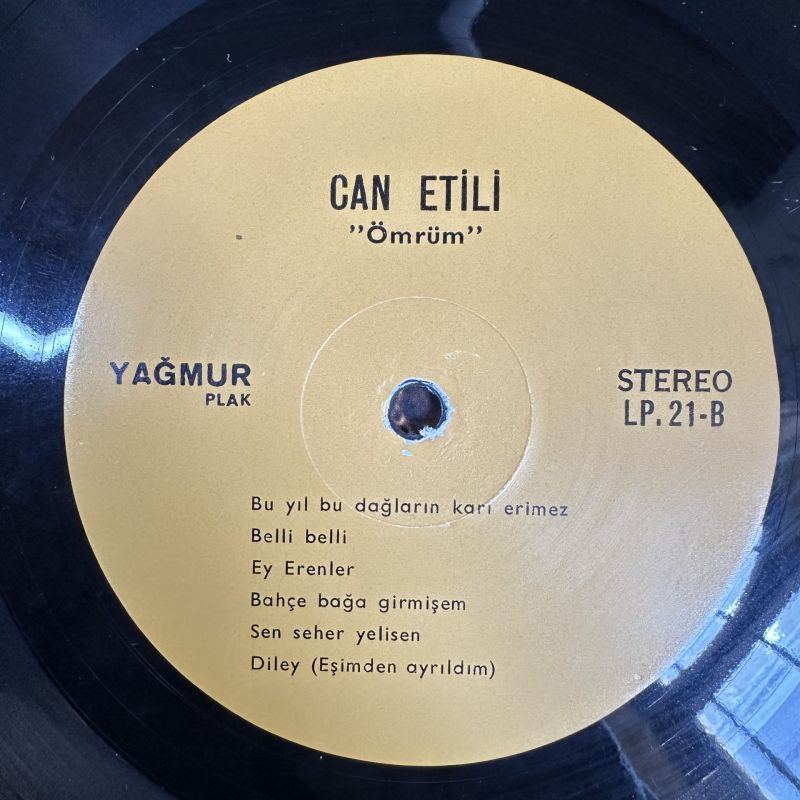 CAN ETİLİ
"Ömrüm"
YAĞMUR
PLAK
STEREO
LP. 21-B
Bu yıl bu dağların karı erimez
Belli belli
Ey Erenler
Bahçe bağa girmişem
Sen seher yelisen
Diley (Eşimden ayrıldım)